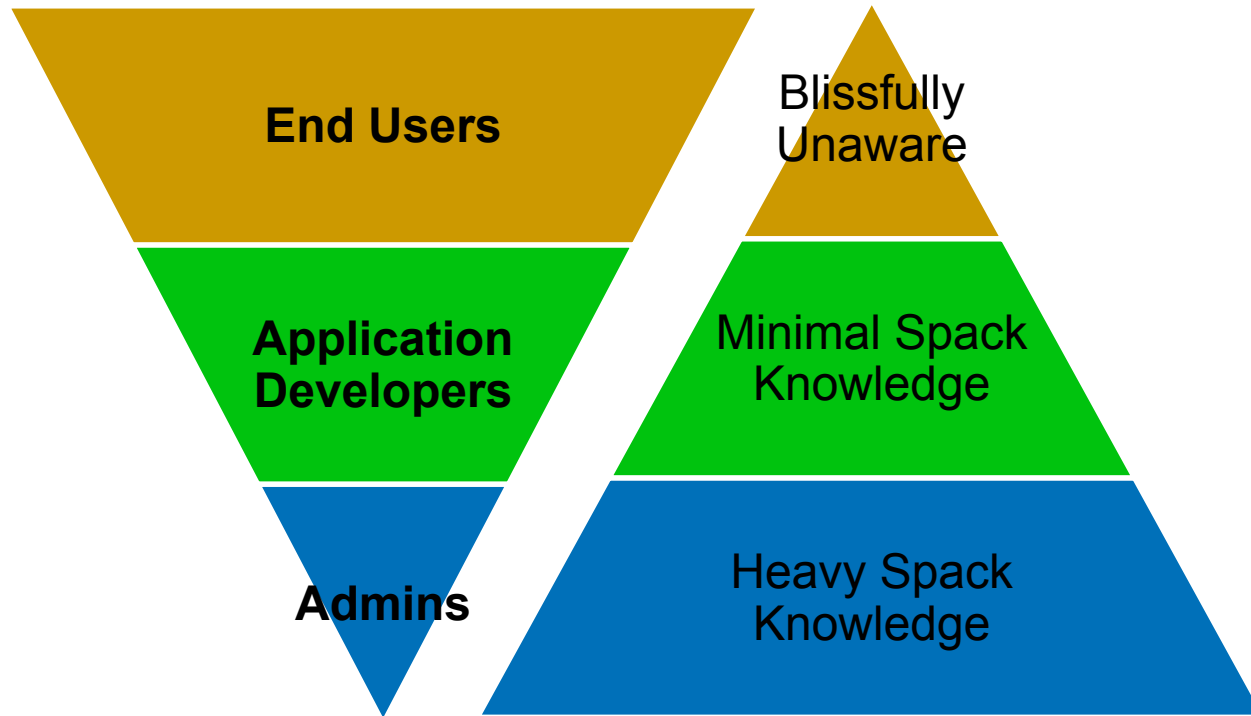 End Users
Blissfully
Unaware
Application
Developers
Minimal Spack
Knowledge
Admins
Heavy Spack
Knowledge